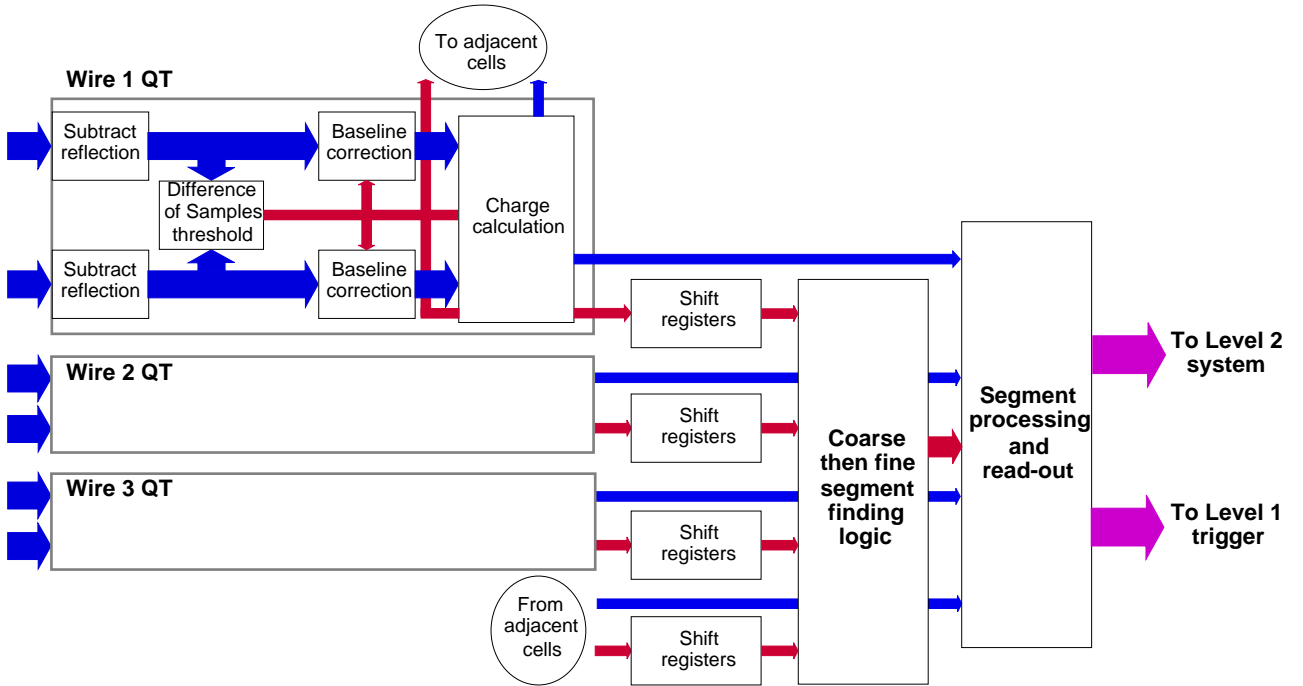 To adjacent
cells
Wire 1 QT
Subtract
reflection
Baseline
correction
Difference
of Samples
threshold
Charge
calculation
Subtract
reflection
Baseline
correction
Shift
registers
Wire 2 QT
Shift
registers
Wire 3 QT
Shift
registers
From
adjacent
cells
Shift
registers
Coarse
then fine
segment
finding
logic
Segment
processing
and
read-out
To Level 2
system
To Level 1
trigger